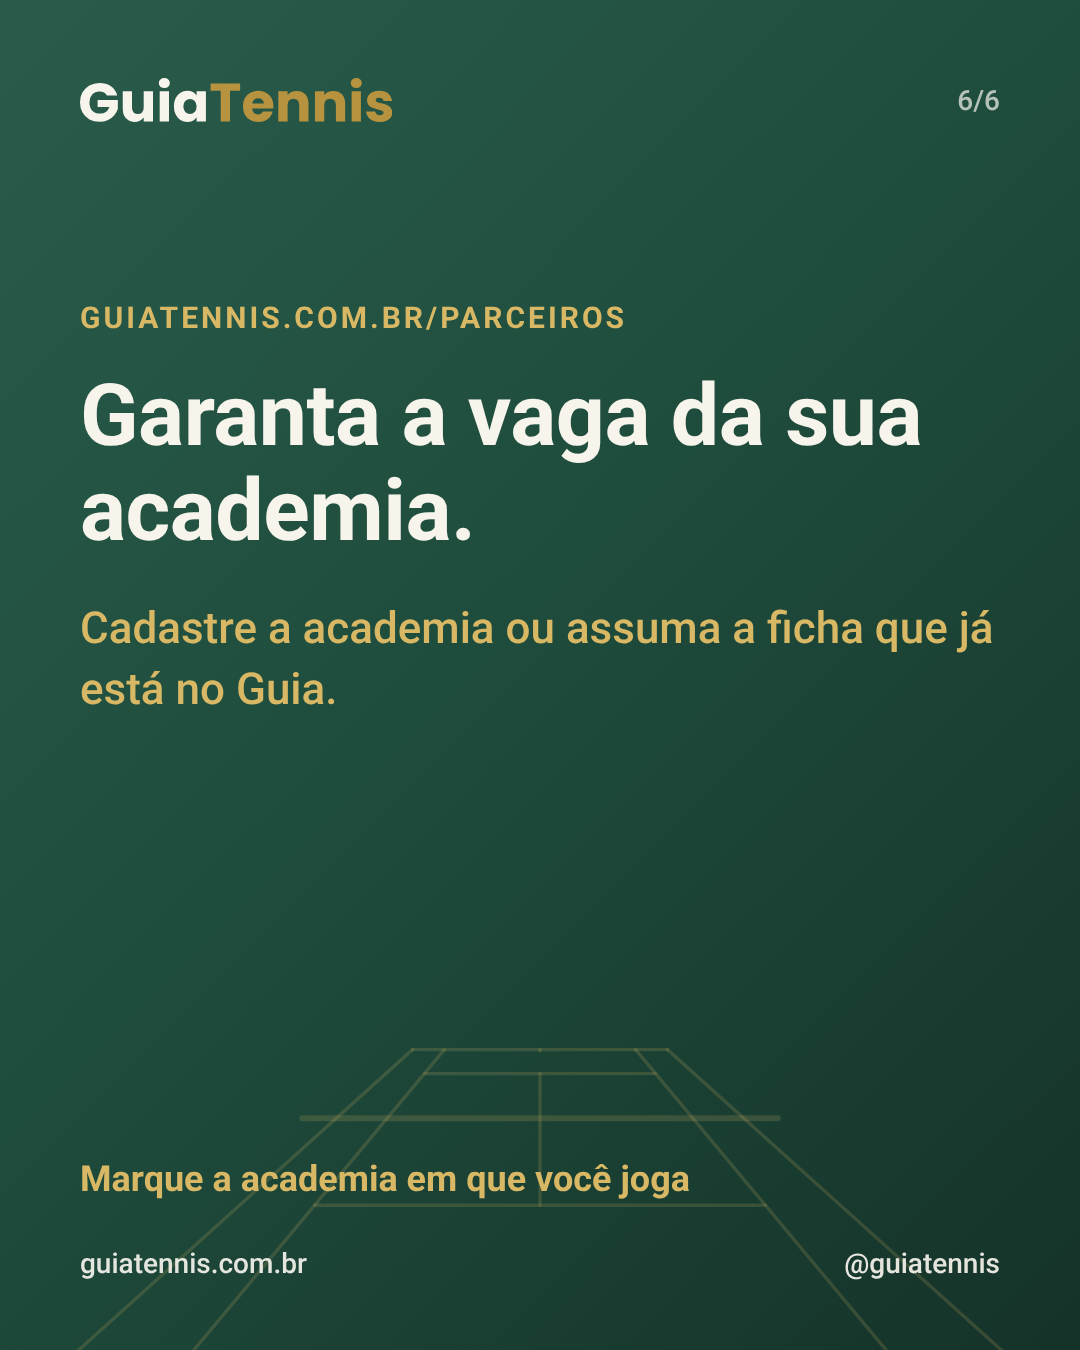 GuiaTennis
6/6
GUIATENNIS.COM.BR/PARCEIROS
Garanta a vaga da sua
academia.
Cadastre a academia ou assuma a ficha que já
está no Guia.
Marque a academia em que você joga
guiatennis.com.br
@guiatennis